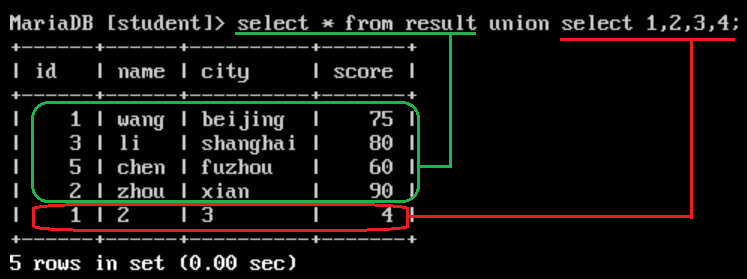 MariaDB [student]> select * from result union select 1,2,3,4;
+------+------+----------+-------+
| id   | name | city     | score |
+------+------+----------+-------+
|    1 | wang | beijing  |    75 |
|    3 | li   | shanghai |    80 |
|    5 | chen | fuzhou   |    60 |
|    2 | zhou | xian     |    90 |
|    1 | 2    | 3        |     4 |
+------+------+----------+-------+
5 rows in set (0.00 sec)